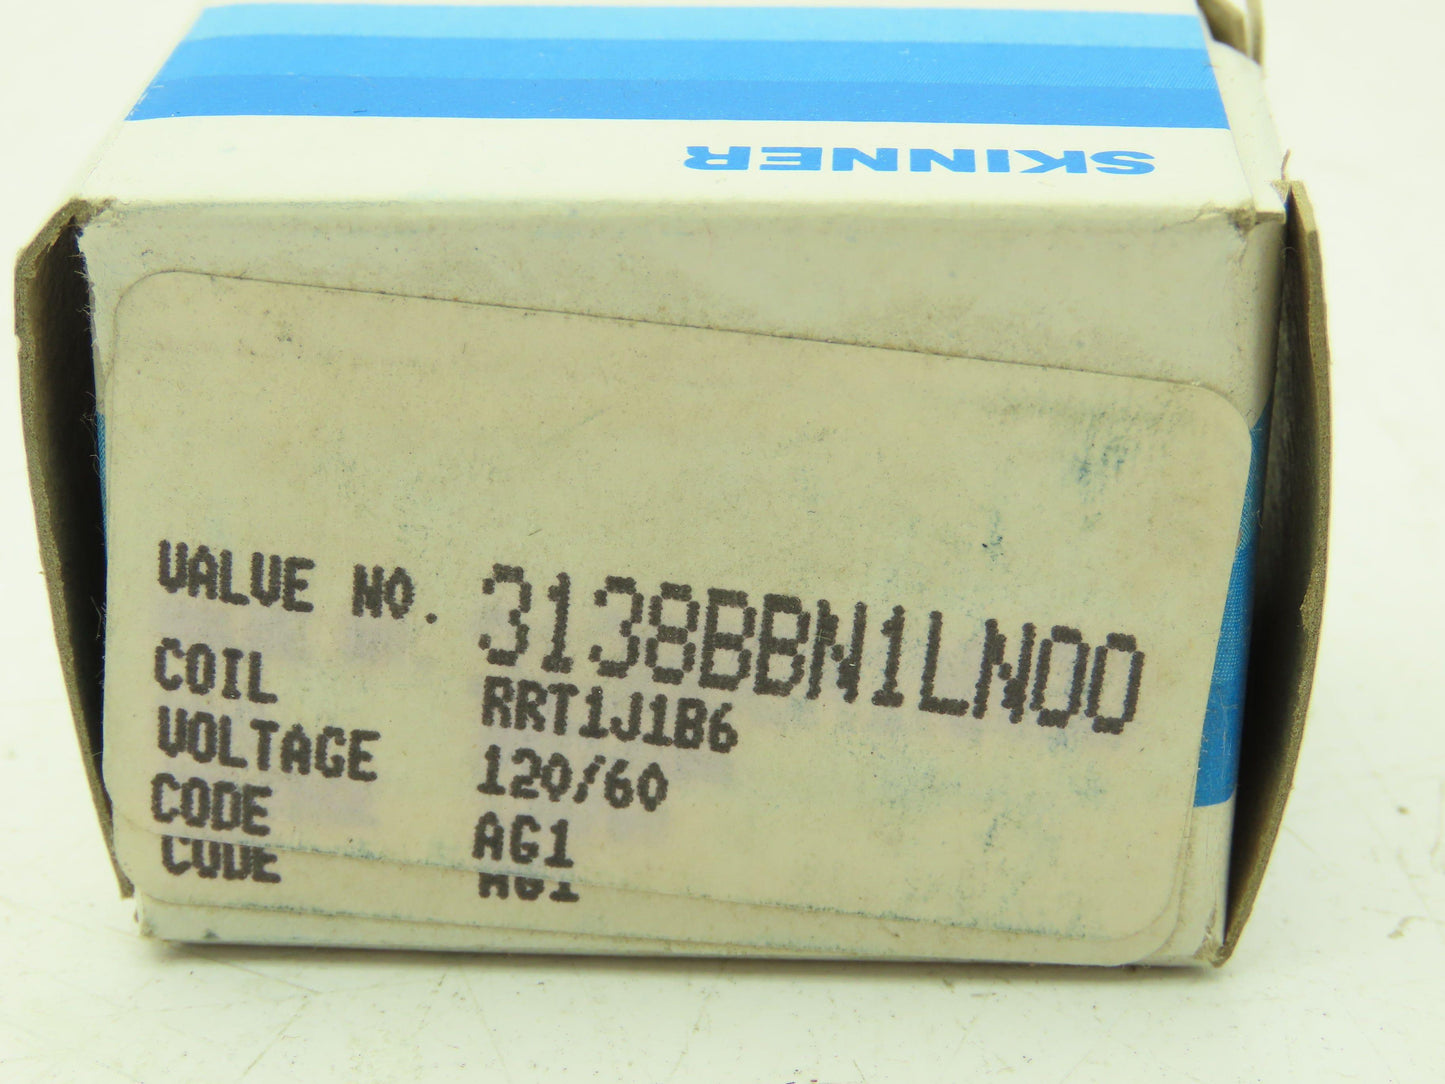 SKINNER
VALVE NO. 3138BBN1LN00
COIL RRT1J1B6
VOLTAGE 120/60
CODE AG1
CODE AG1